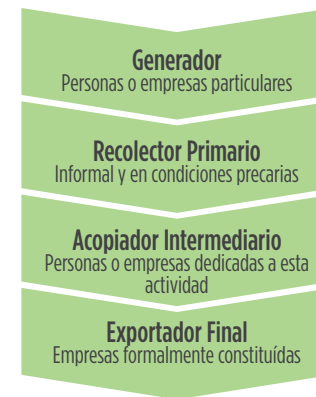 Generador
Personas o empresas particulares
Recolector Primario
Informal y en condiciones precarias
Acopiador Intermediario
Personas o empresas dedicadas a esta
actividad
Exportador Final
Empresas formalmente constituídas